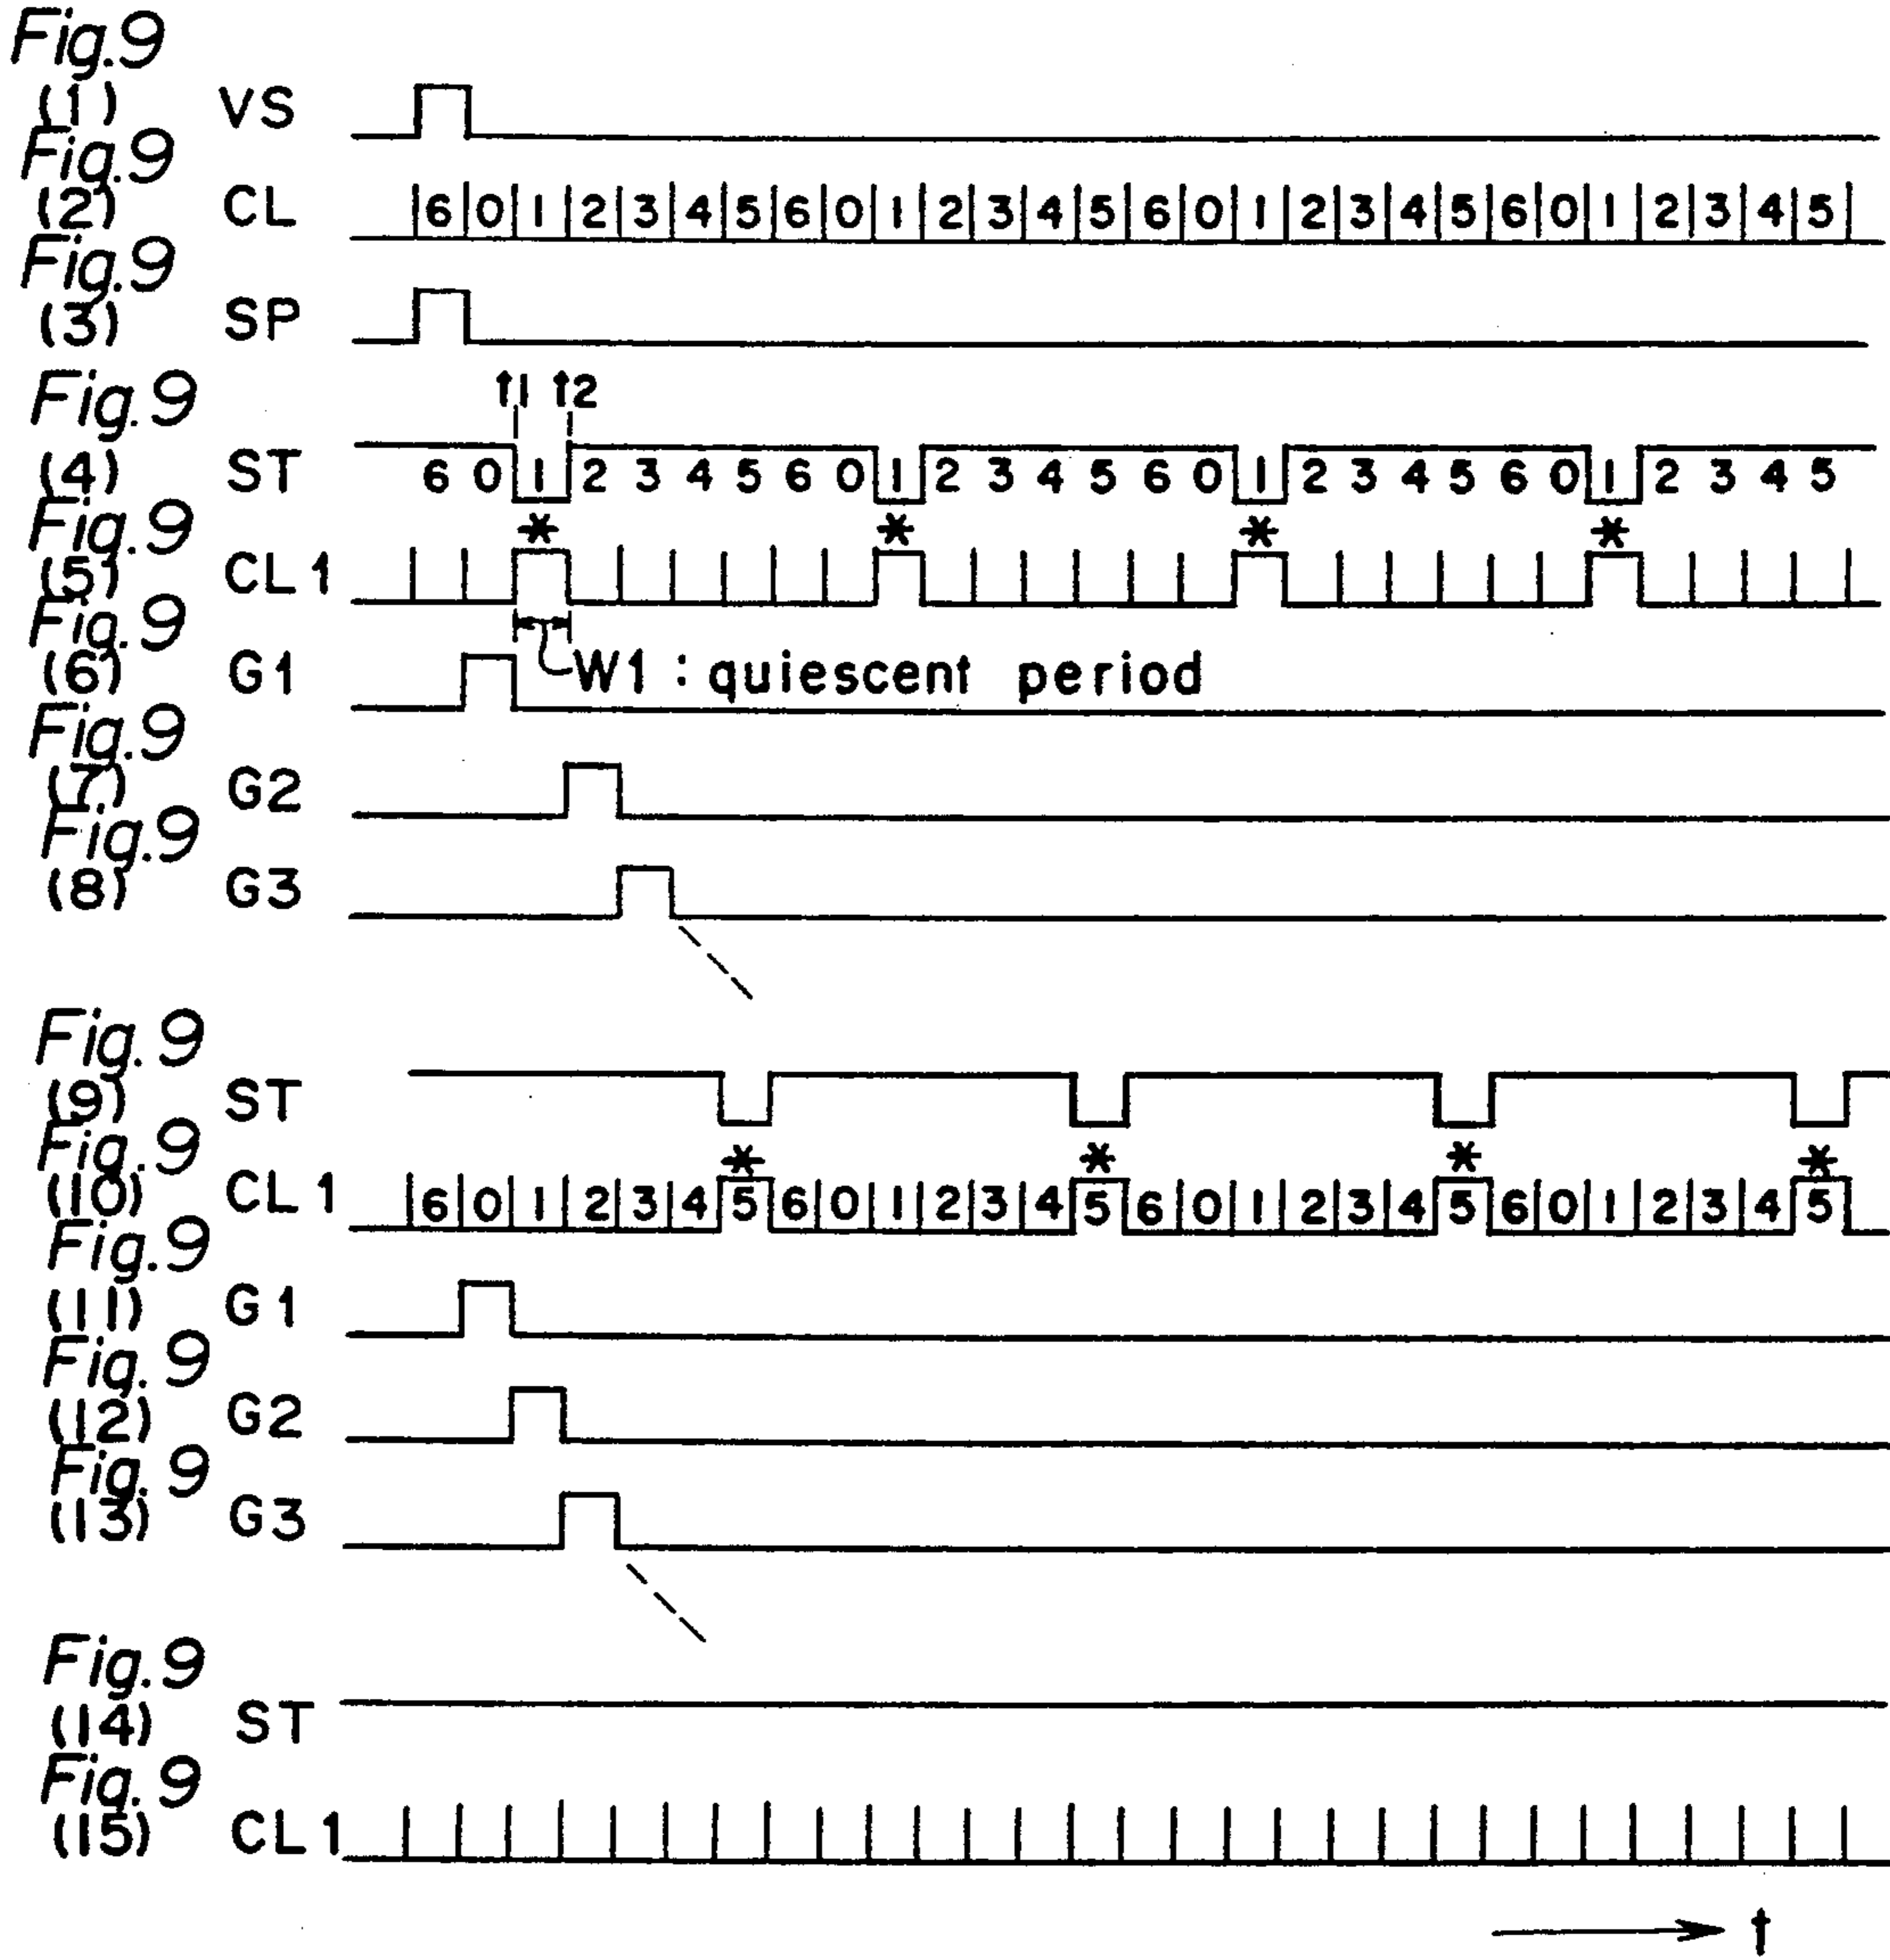 Fig.9
(1) VS
Fig.9
(2) CL 6 0 1 2 3 4 5 6 0 1 2 3 4 5 6 0 1 2 3 4 5 6 0 1 2 3 4 5
Fig.9
(3) SP
t1 t2
Fig.9
(4) ST 6 0 1 2 3 4 5 6 0 1 2 3 4 5 6 0 1 2 3 4 5 6 0 1 2 3 4 5
* * * *
Fig.9
(5) CL1
Fig.9
(6) G1 W1 : quiescent period
Fig.9
(7) G2
Fig.9
(8) G3
Fig.9
(9) ST
* * * *
Fig.9
(10) CL1 6 0 1 2 3 4 5 6 0 1 2 3 4 5 6 0 1 2 3 4 5 6 0 1 2 3 4 5
Fig.9
(11) G1
Fig.9
(12) G2
Fig.9
(13) G3
Fig.9
(14) ST
Fig.9
(15) CL1
t